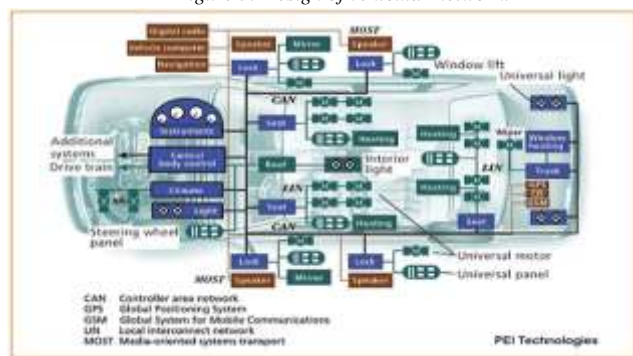 Digital radio
MOST
Vehicle computer
Speaker
Mirror
Speaker
Navigation
Lock
Lock
Window lift
Universal light
CAN
Instruments
Seat
Heating
Heating
Wiper
Window heating
Additional systems
Central body control
Drive train
Roof
Interior light
LIN
Trunk
Climate
LIN
Heating
GPS
GSM
Light
Seat
Heating
Seat
Steering wheel panel
CAN
Universal motor
Lock
Lock
Universal panel
MOST
Speaker
Mirror
Speaker
CAN Controller area network
GPS Global Positioning System
GSM Global System for Mobile Communications
LIN Local interconnect network
MOST Media-oriented systems transport
PEI Technologies